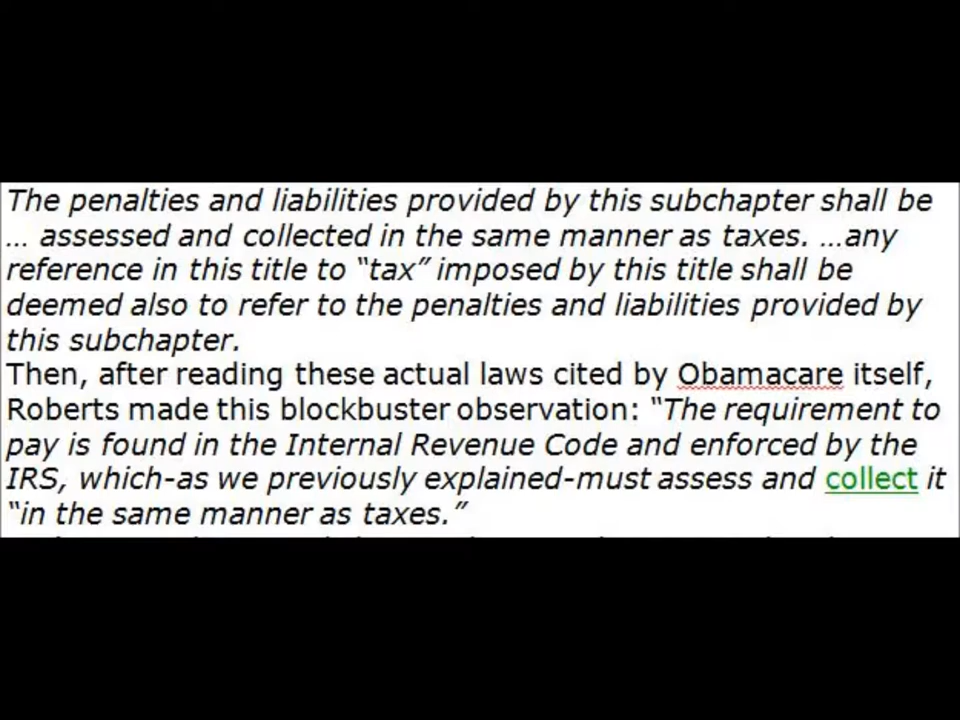 The penalties and liabilities provided by this subchapter shall be
… assessed and collected in the same manner as taxes. …any
reference in this title to “tax” imposed by this title shall be
deemed also to refer to the penalties and liabilities provided by
this subchapter.
Then, after reading these actual laws cited by Obamacare itself,
Roberts made this blockbuster observation: “The requirement to
pay is found in the Internal Revenue Code and enforced by the
IRS, which-as we previously explained-must assess and collect it
“in the same manner as taxes.”